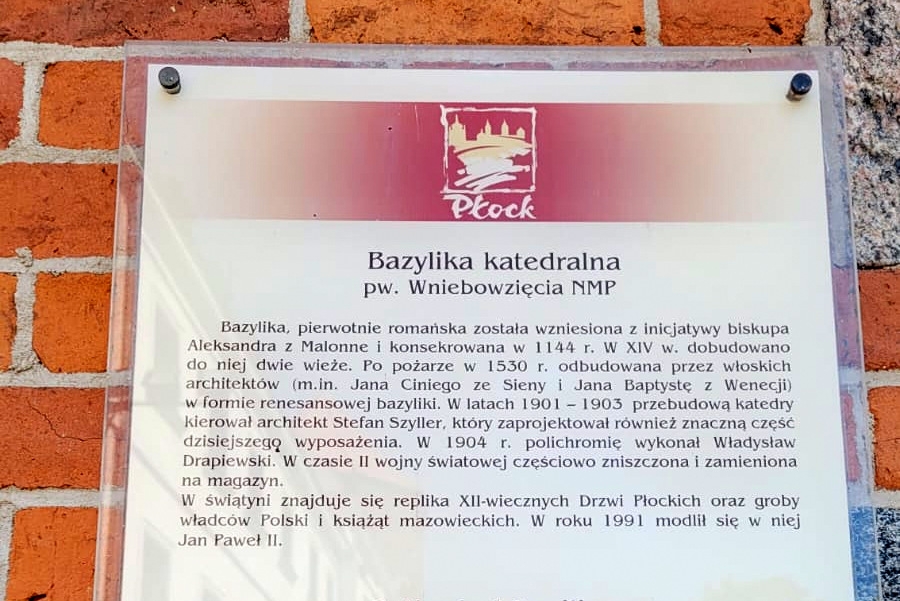 Płock
Bazylika katedralna
pw. Wniebowzięcia NMP
Bazylika, pierwotnie romańska została wzniesiona z inicjatywy biskupa
Aleksandra z Malonne i konsekrowana w 1144 r. W XIV w. dobudowano
do niej dwie wieże. Po pożarze w 1530 r. odbudowana przez włoskich
architektów (m.in. Jana Ciniego ze Sieny i Jana Baptystę z Wenecji)
w formie renesansowej bazyliki. W latach 1901 – 1903 przebudową katedry
kierował architekt Stefan Szyller, który zaprojektował również znaczną część
dzisiejszego wyposażenia. W 1904 r. polichromię wykonał Władysław
Drapiewski. W czasie II wojny światowej częściowo zniszczona i zamieniona
na magazyn.
W świątyni znajduje się replika XII-wiecznych Drzwi Płockich oraz groby
władców Polski i książąt mazowieckich. W roku 1991 modlił się w niej
Jan Paweł II.